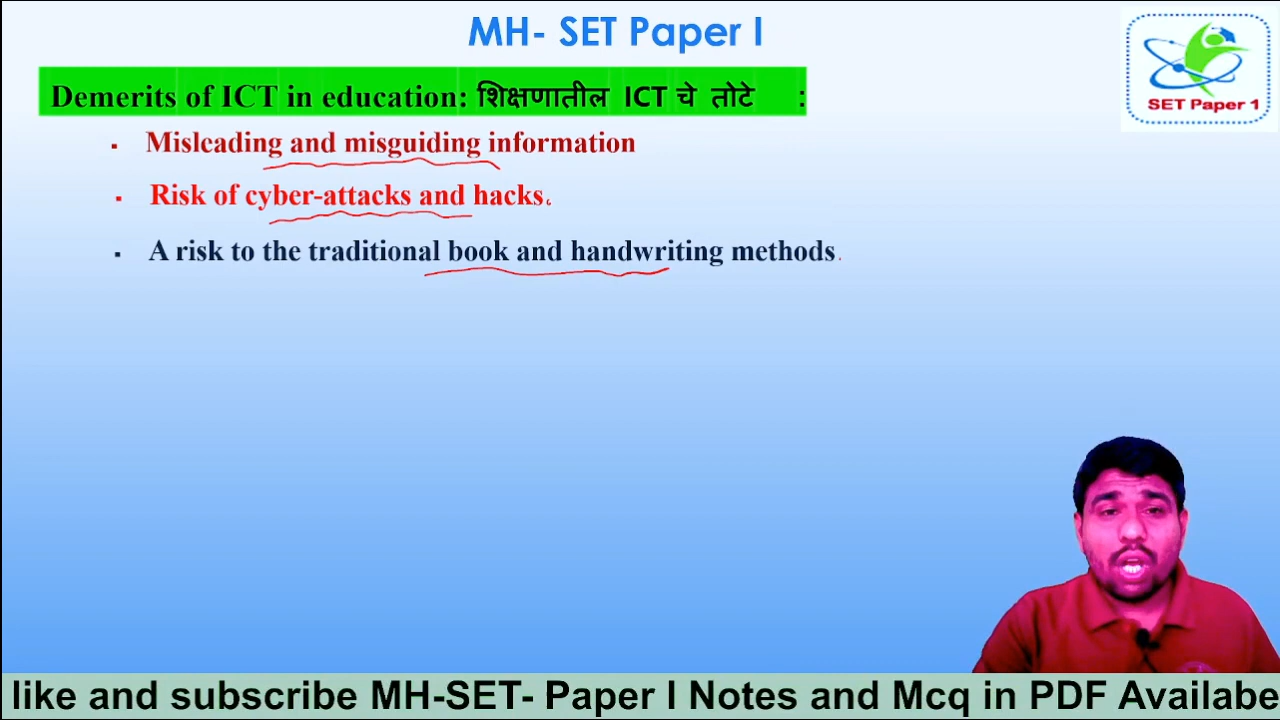 MH- SET Paper I
SET Paper 1
Demerits of ICT in education: शिक्षणातील ICT चे तोटे :
▪ Misleading and misguiding information
▪ Risk of cyber-attacks and hacks.
▪ A risk to the traditional book and handwriting methods.
like and subscribe MH-SET- Paper I Notes and Mcq in PDF Availabe